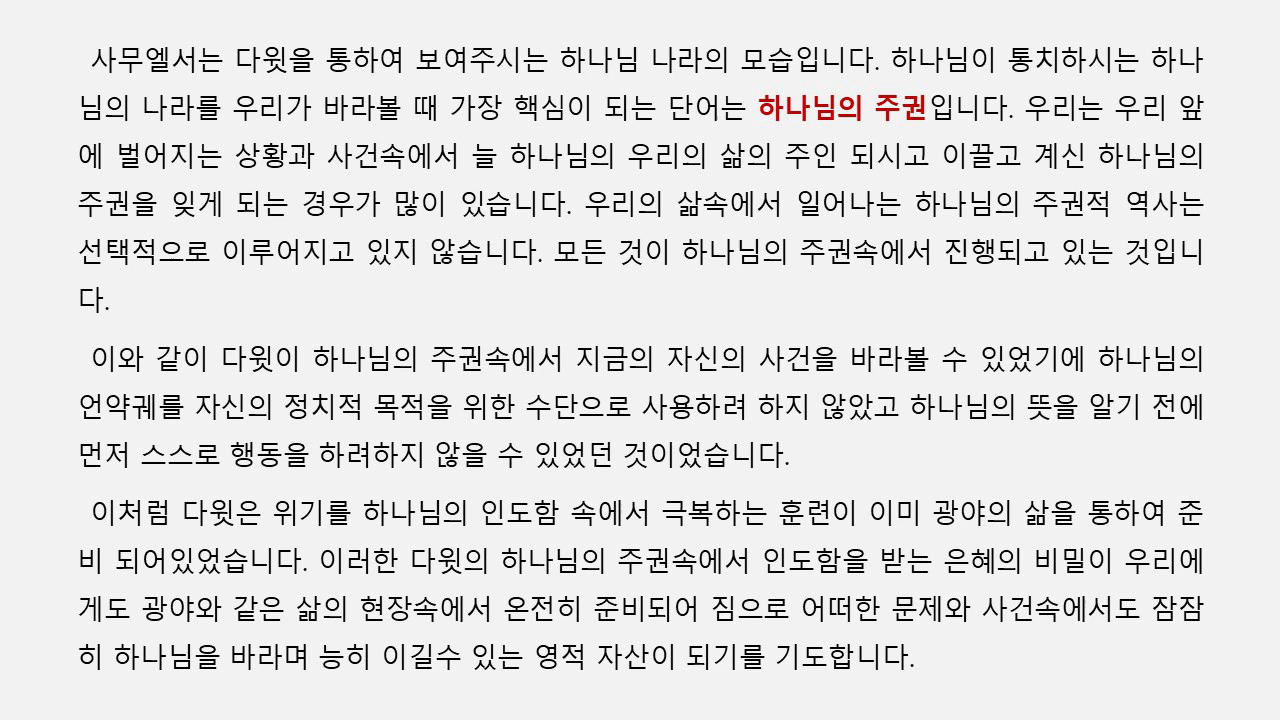 사무엘서는 다윗을 통하여 보여주시는 하나님 나라의 모습입니다. 하나님이 통치하시는 하나
님의 나라를 우리가 바라볼 때 가장 핵심이 되는 단어는 하나님의 주권입니다. 우리는 우리 앞
에 벌어지는 상황과 사건속에서 늘 하나님의 우리의 삶의 주인 되시고 이끌고 계신 하나님의
주권을 잊게 되는 경우가 많이 있습니다. 우리의 삶속에서 일어나는 하나님의 주권적 역사는
선택적으로 이루어지고 있지 않습니다. 모든 것이 하나님의 주권속에서 진행되고 있는 것입니
다.
이와 같이 다윗이 하나님의 주권속에서 지금의 자신의 사건을 바라볼 수 있었기에 하나님의
언약궤를 자신의 정치적 목적을 위한 수단으로 사용하려 하지 않았고 하나님의 뜻을 알기 전에
먼저 스스로 행동을 하려하지 않을 수 있었던 것이었습니다.
이처럼 다윗은 위기를 하나님의 인도함 속에서 극복하는 훈련이 이미 광야의 삶을 통하여 준
비 되어있었습니다. 이러한 다윗의 하나님의 주권속에서 인도함을 받는 은혜의 비밀이 우리에
게도 광야와 같은 삶의 현장속에서 온전히 준비되어 짐으로 어떠한 문제와 사건속에서도 잠잠
히 하나님을 바라며 능히 이길수 있는 영적 자산이 되기를 기도합니다.